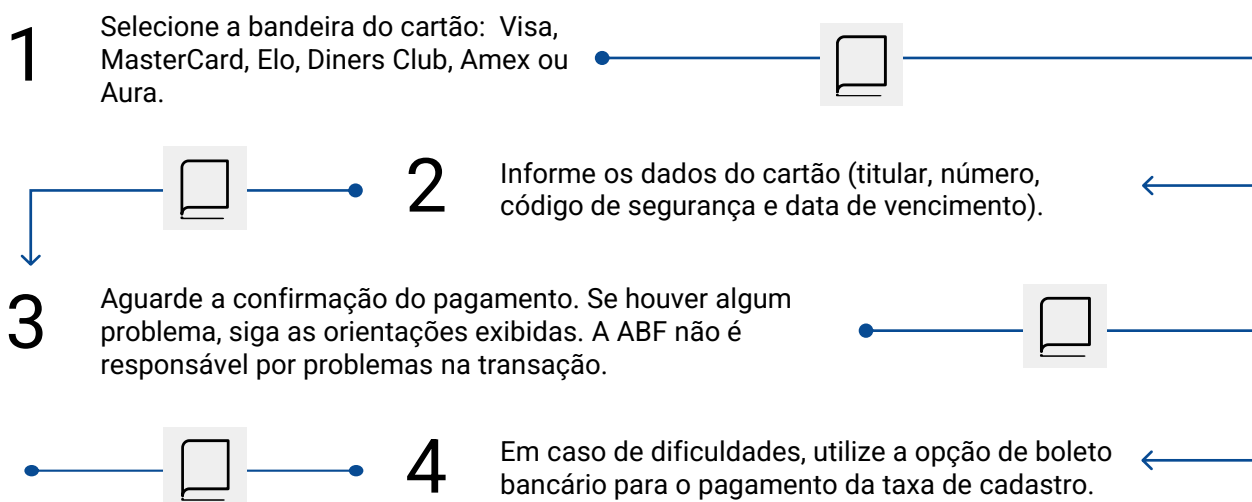 1
Selecione a bandeira do cartão: Visa,
MasterCard, Elo, Diners Club, Amex ou
Aura.
2
Informe os dados do cartão (titular, número,
código de segurança e data de vencimento).
3
Aguarde a confirmação do pagamento. Se houver algum
problema, siga as orientações exibidas. A ABF não é
responsável por problemas na transação.
4
Em caso de dificuldades, utilize a opção de boleto
bancário para o pagamento da taxa de cadastro.